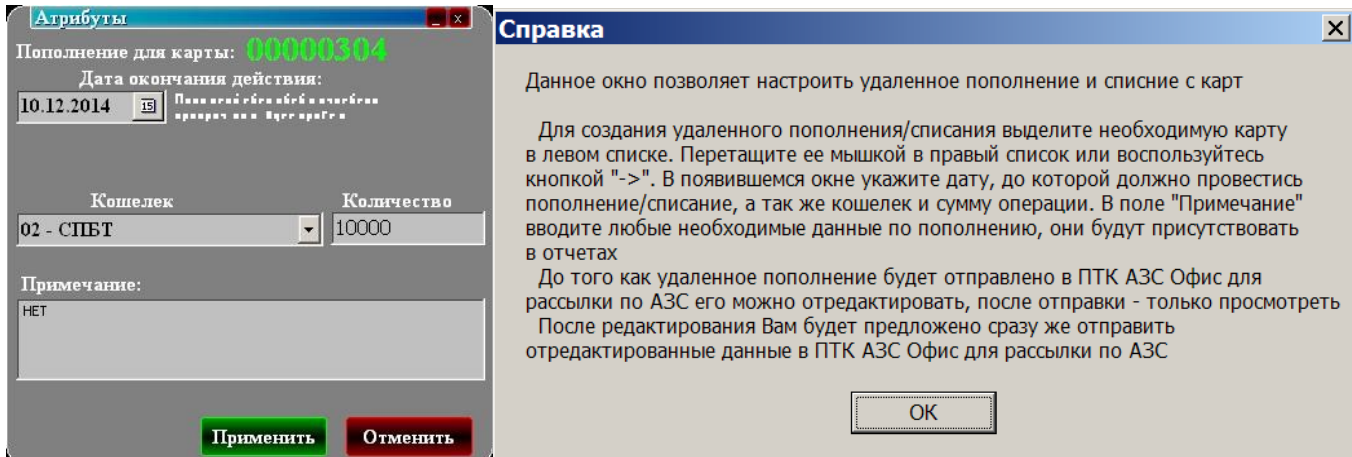 Атрибуты
Пополнение для карты: 00000304
Дата окончания действия:
10.12.2014 15
Кошелек Количество
02 - СПБТ 10000
Примечание:
НЕТ
Применить Отменить
Справка
Данное окно позволяет настроить удаленное пополнение и списние с карт
Для создания удаленного пополнения/списания выделите необходимую карту
в левом списке. Перетащите ее мышкой в правый список или воспользуйтесь
кнопкой "->". В появившемся окне укажите дату, до которой должно провестись
пополнение/списание, а так же кошелек и сумму операции. В поле "Примечание"
вводите любые необходимые данные по пополнению, они будут присутствовать
в отчетах
До того как удаленное пополнение будет отправлено в ПТК АЗС Офис для
рассылки по АЗС его можно отредактировать, после отправки - только просмотреть
После редактирования Вам будет предложено сразу же отправить
отредактированные данные в ПТК АЗС Офис для рассылки по АЗС
ОК